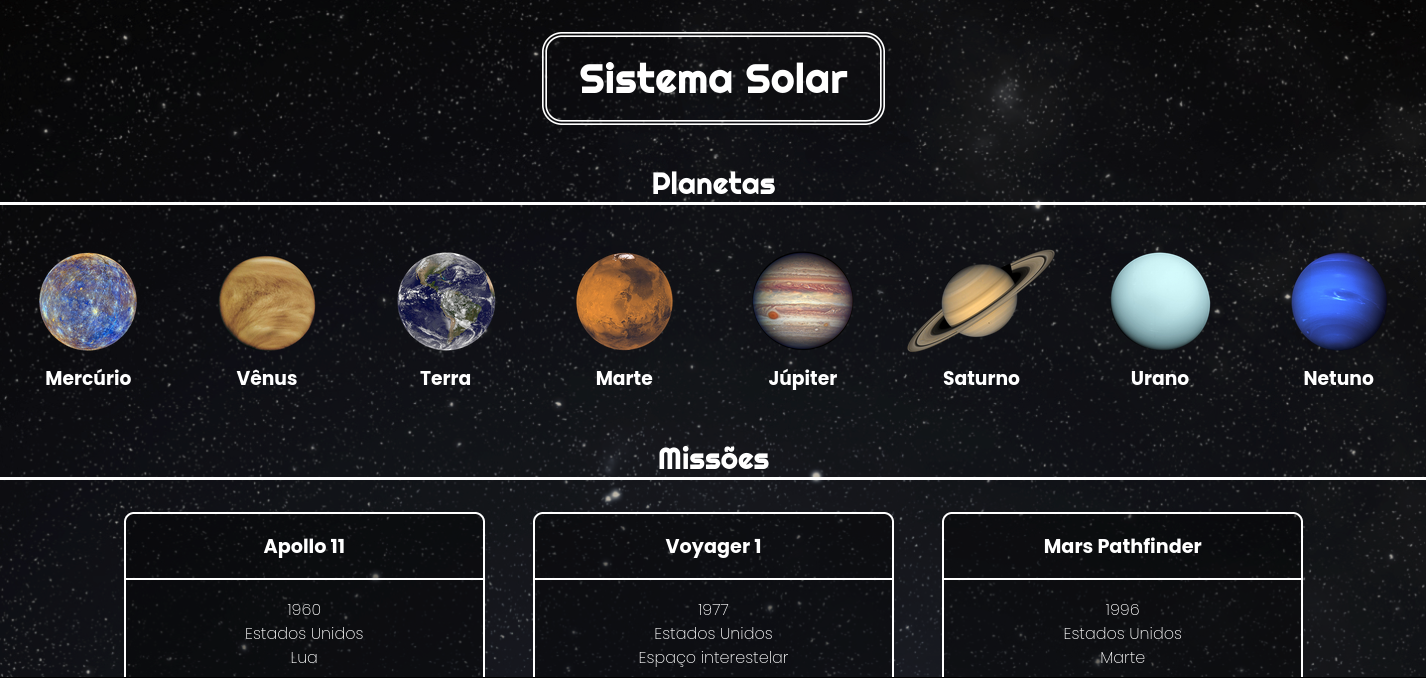 Sistema Solar
Planetas
Mercúrio Vênus Terra Marte Júpiter Saturno Urano Netuno
Missões
Apollo 11 Voyager 1 Mars Pathfinder
1960 1977 1996
Estados Unidos Estados Unidos Estados Unidos
Lua Espaço interestelar Marte